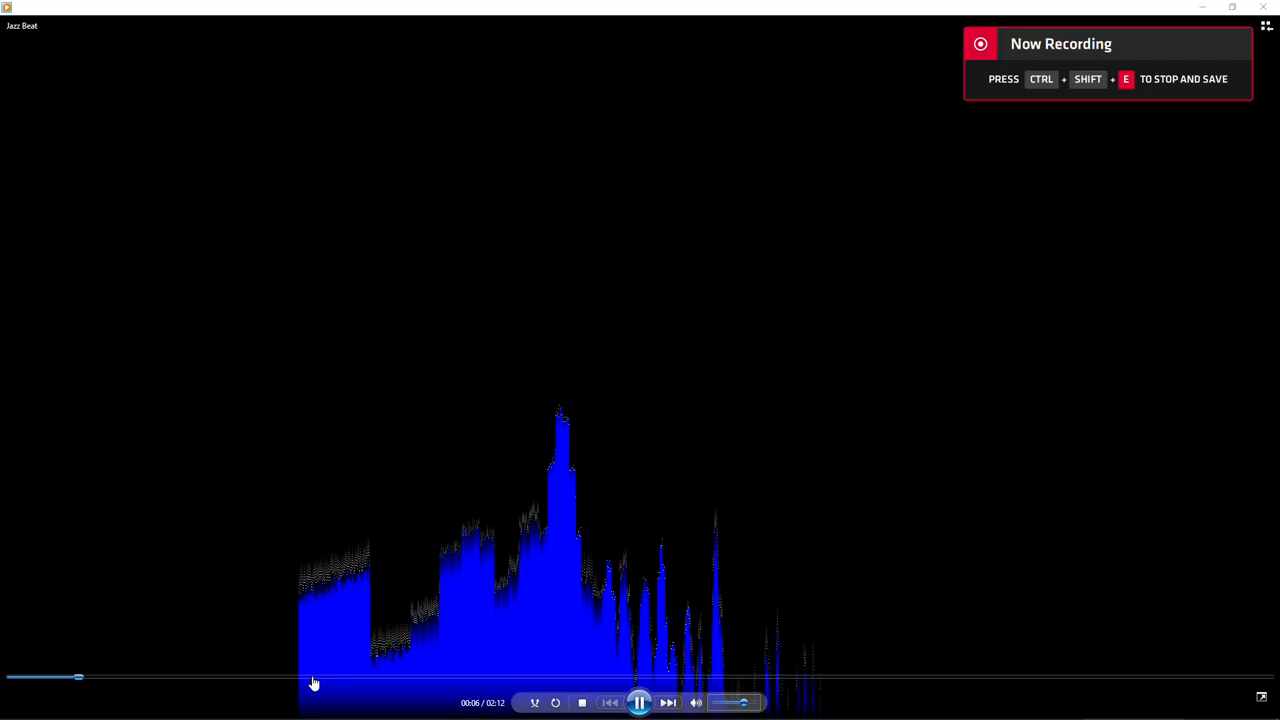 Jazz Beat
Now Recording
PRESS CTRL + SHIFT + E TO STOP AND SAVE
00:06 / 02:12